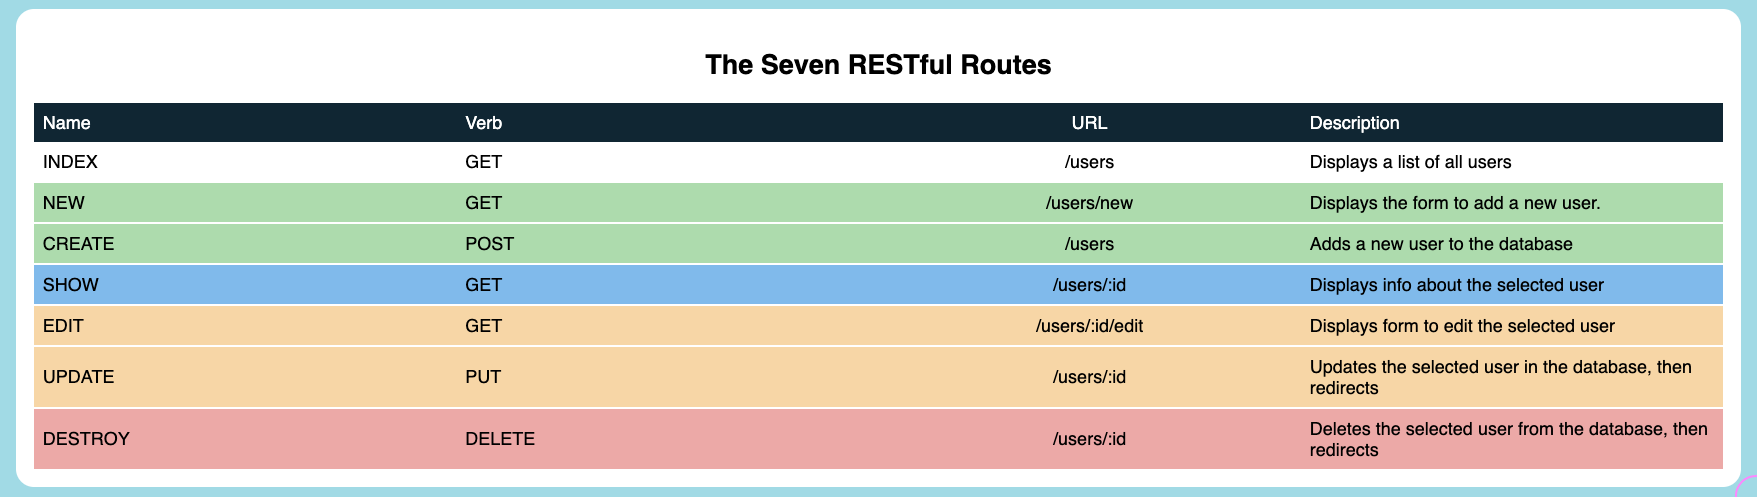 The Seven RESTful Routes
Name Verb URL Description
INDEX GET /users Displays a list of all users
NEW GET /users/new Displays the form to add a new user.
CREATE POST /users Adds a new user to the database
SHOW GET /users/:id Displays info about the selected user
EDIT GET /users/:id/edit Displays form to edit the selected user
UPDATE PUT /users/:id Updates the selected user in the database, then
redirects
DESTROY DELETE /users/:id Deletes the selected user from the database, then
redirects